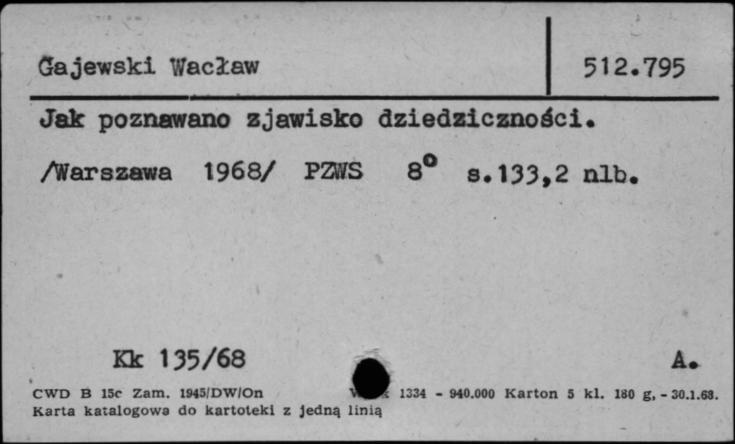 Gajewski Wacław
512.795
Jak poznawano zjawisko dziedziczności.
/Warszawa 1968/ PZWS 8° s.133,2 nlb.
Kk 135/68
A.
CWD B 15c Zam. 1945/DW/On 1334 - 940.000 Karton 5 kl. 180 g, - 30.1.68.
Karta katalogowa do kartoteki z jedną linią